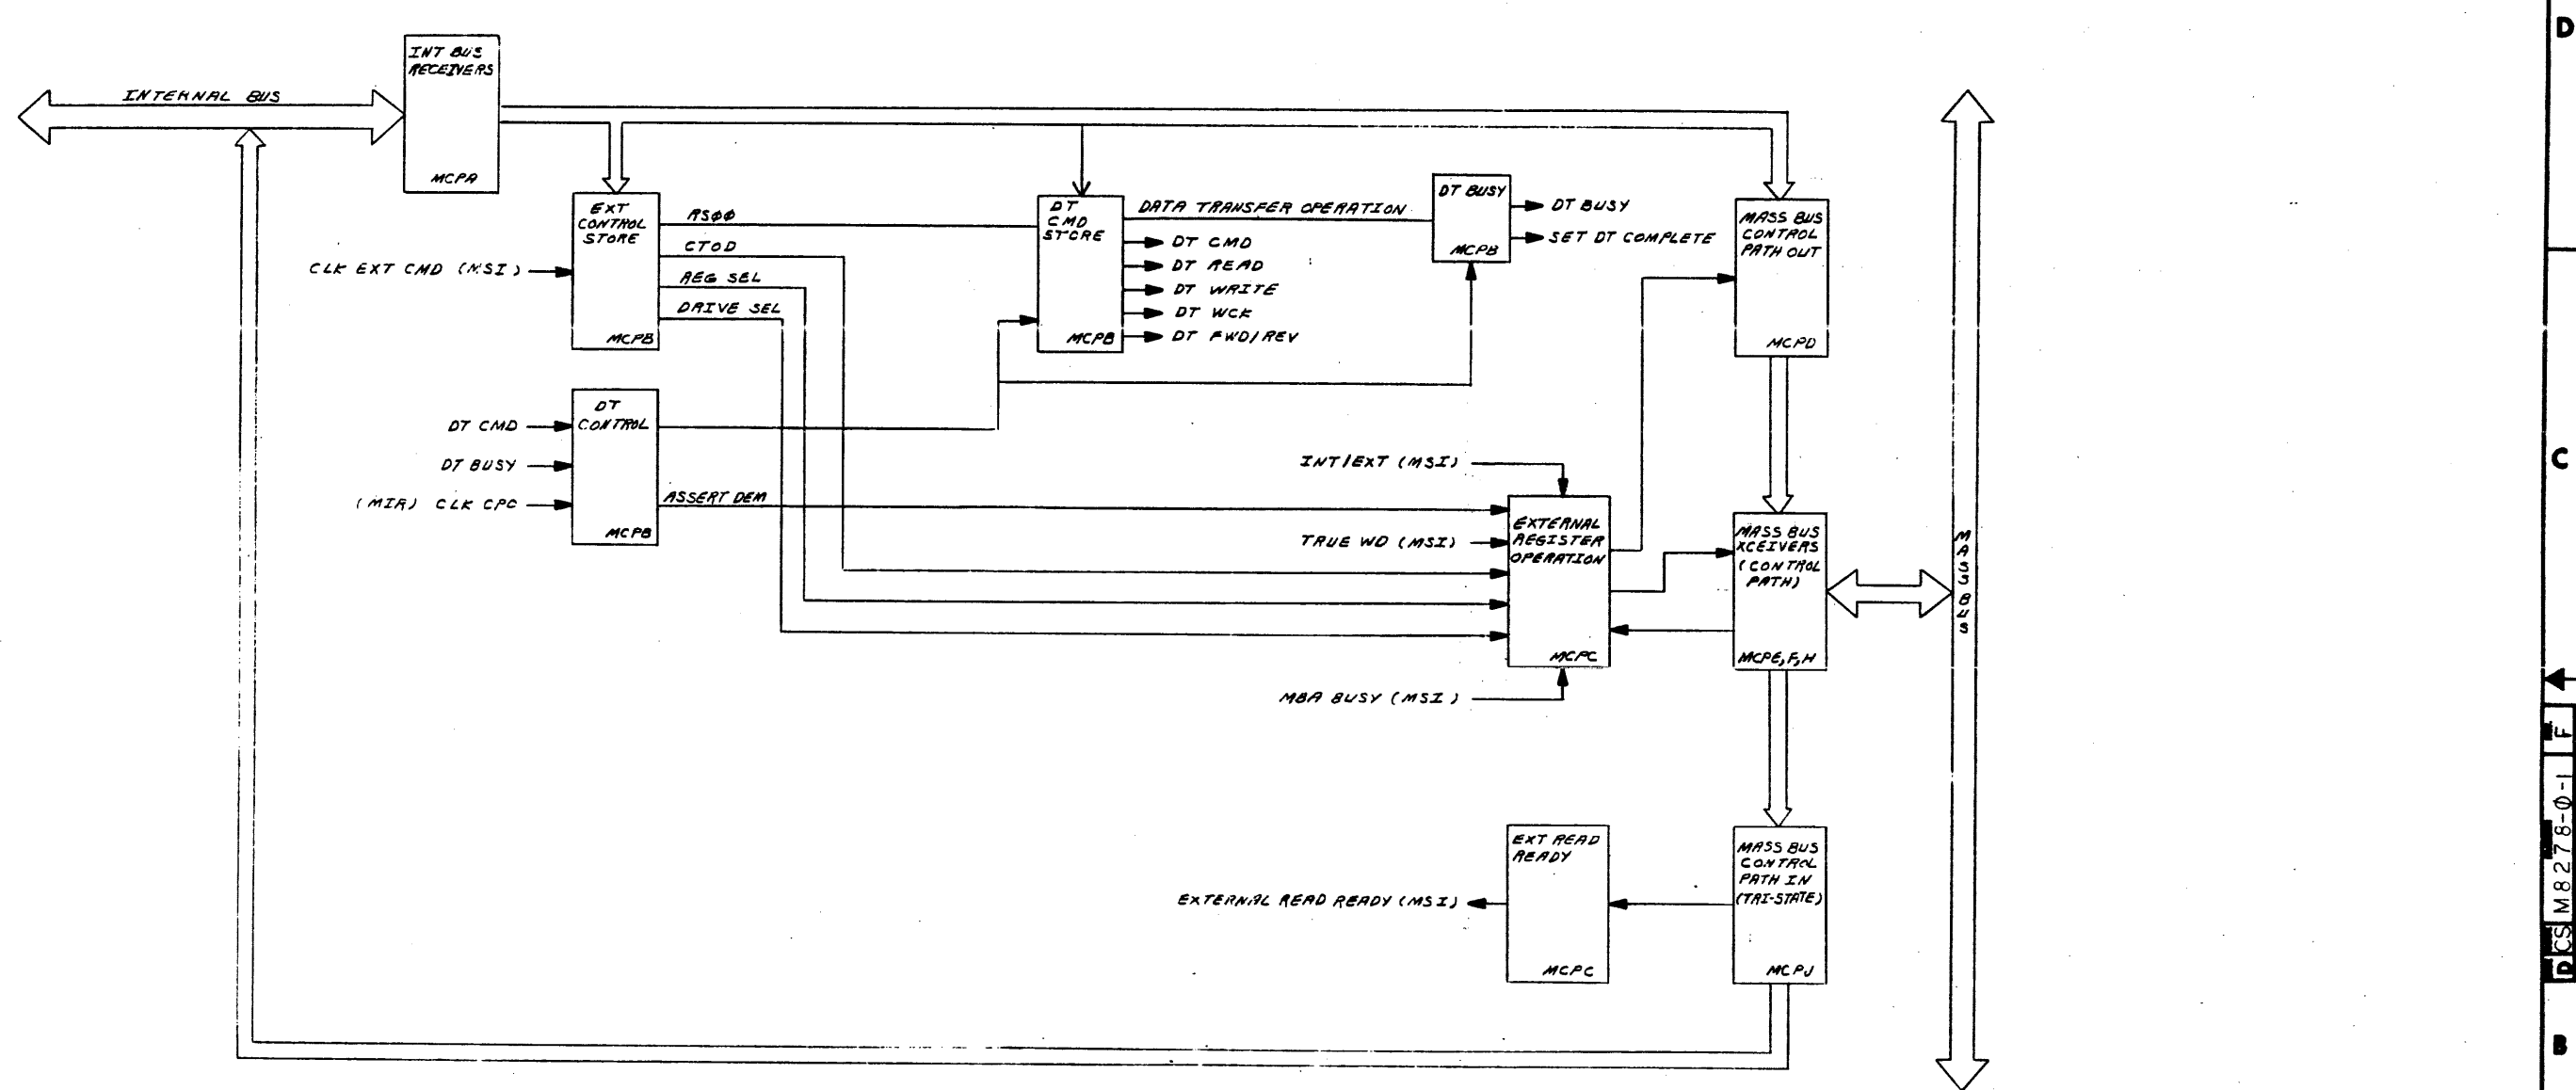 INT BUS
RECEIVERS
MCPA
INTERNAL BUS
EXT
CONTROL
STORE
MCPB
CLK EXT CMD (MSI)
RSØØ
CTOD
REG SEL
DRIVE SEL
DT
CMD
STORE
MCPB
DATA TRANSFER OPERATION
DT CMD
DT READ
DT WRITE
DT WCK
DT FWD/REV
DT BUSY
MCPB
DT BUSY
SET DT COMPLETE
MASS BUS
CONTROL
PATH OUT
MCPD
DT
CONTROL
MCPB
DT CMD
DT BUSY
(MIR) CLK CPC
ASSERT DEM
INT/EXT (MSI)
TRUE WD (MSI)
EXTERNAL
REGISTER
OPERATION
MCPC
MBA BUSY (MSI)
MASS BUS
XCEIVERS
(CONTROL
PATH)
MCPE,F,H
MASS BUS
EXT READ
READY
MCPC
EXTERNAL READ READY (MSI)
MASS BUS
CONTROL
PATH IN
(TRI-STATE)
MCPJ
D
C
B
D CS M8278-Ø-1 F